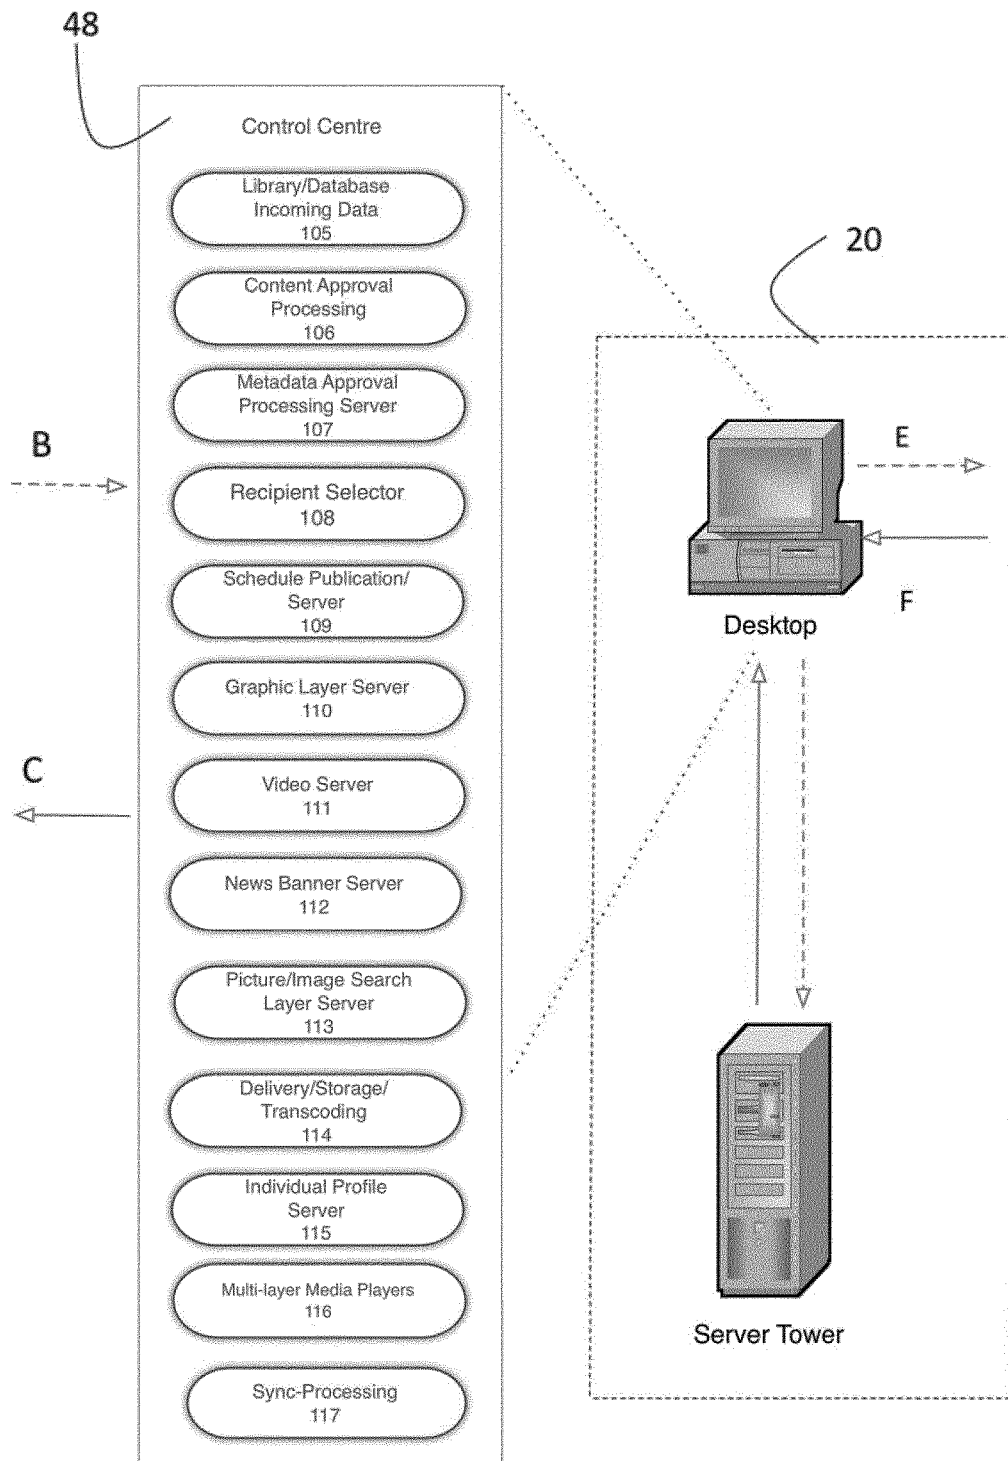 48
Control Centre
Library/Database
Incoming Data
105
Content Approval
Processing
106
Metadata Approval
Processing Server
107
Recipient Selector
108
Schedule Publication/
Server
109
Graphic Layer Server
110
Video Server
111
News Banner Server
112
Picture/Image Search
Layer Server
113
Delivery/Storage/
Transcoding
114
Individual Profile
Server
115
Multi-layer Media Players
116
Sync-Processing
117
B
C
20
E
F
Desktop
Server Tower